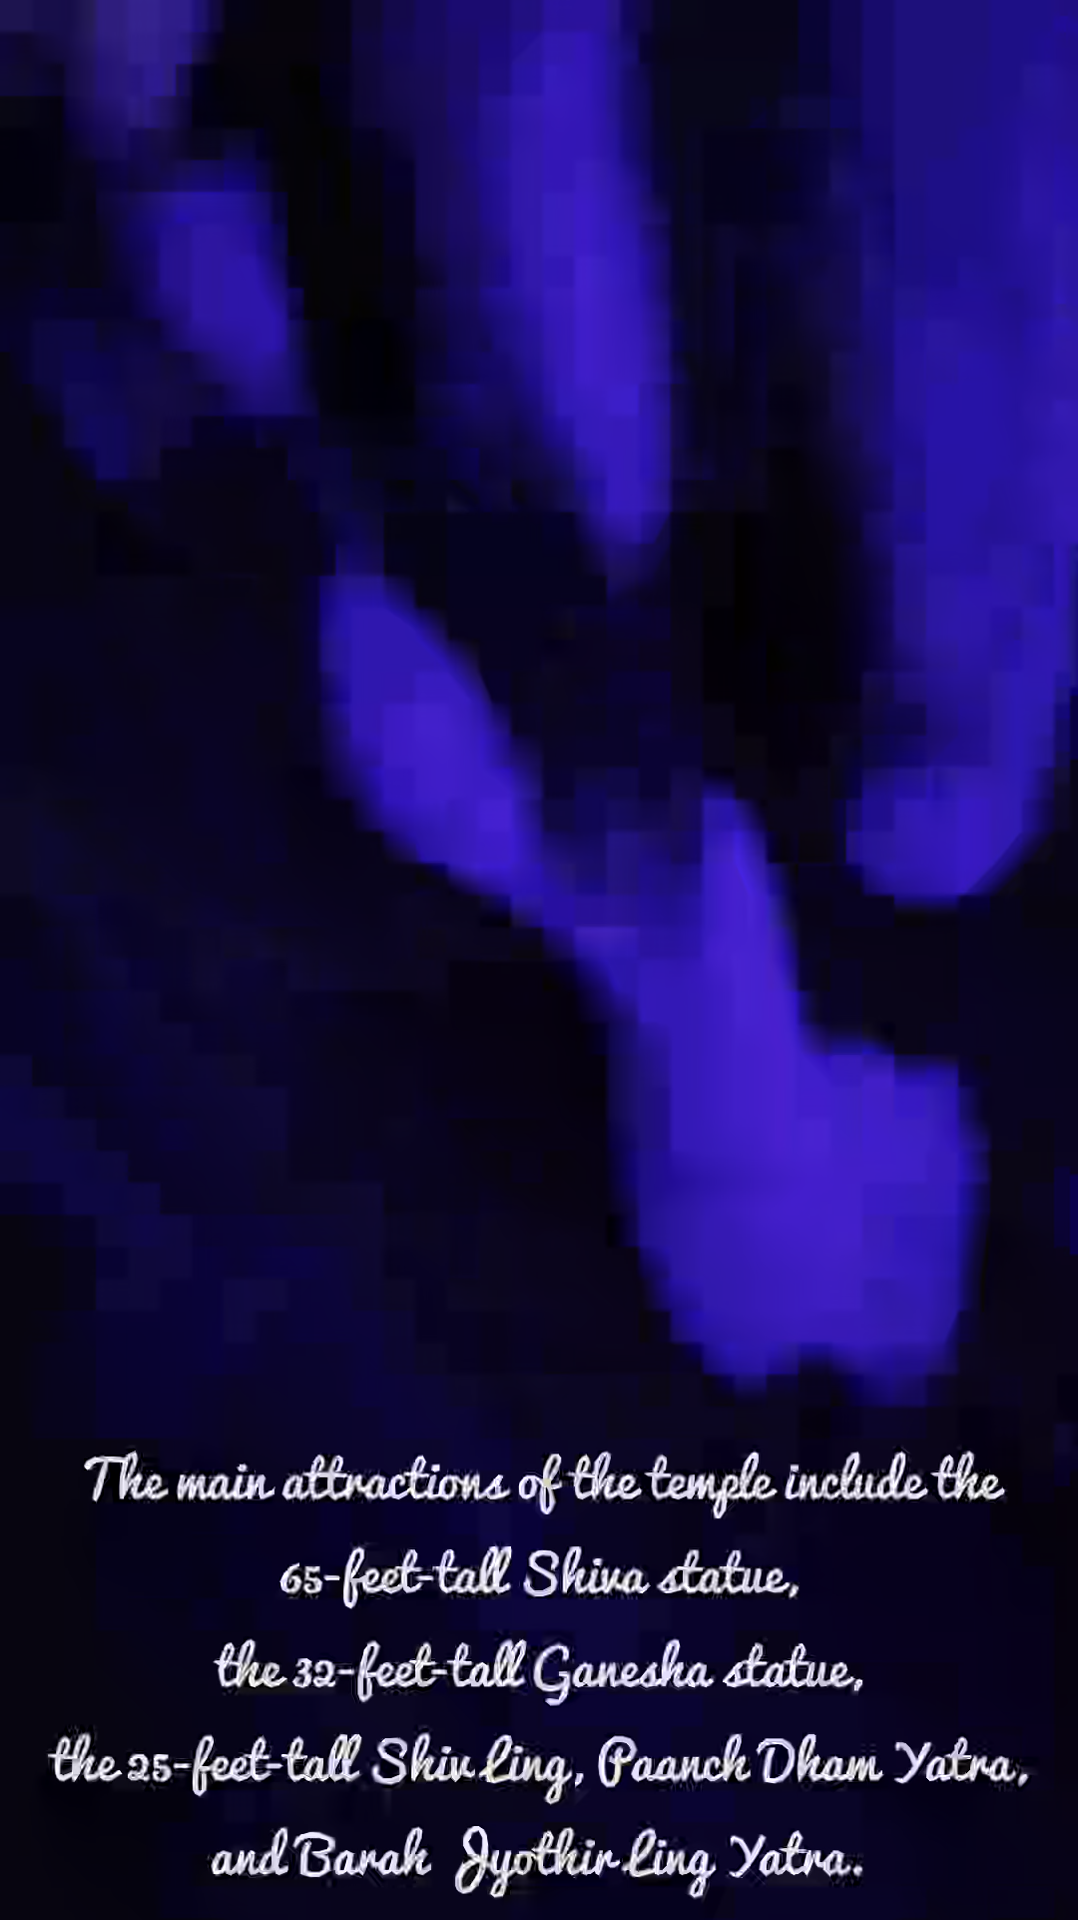 The main attractions of the temple include the
65-feet-tall Shiva statue,
the 32-feet-tall Ganesha statue,
the 25-feet-tall Shiv Ling, Paanch Dham Yatra,
and Barah Jyothir Ling Yatra.